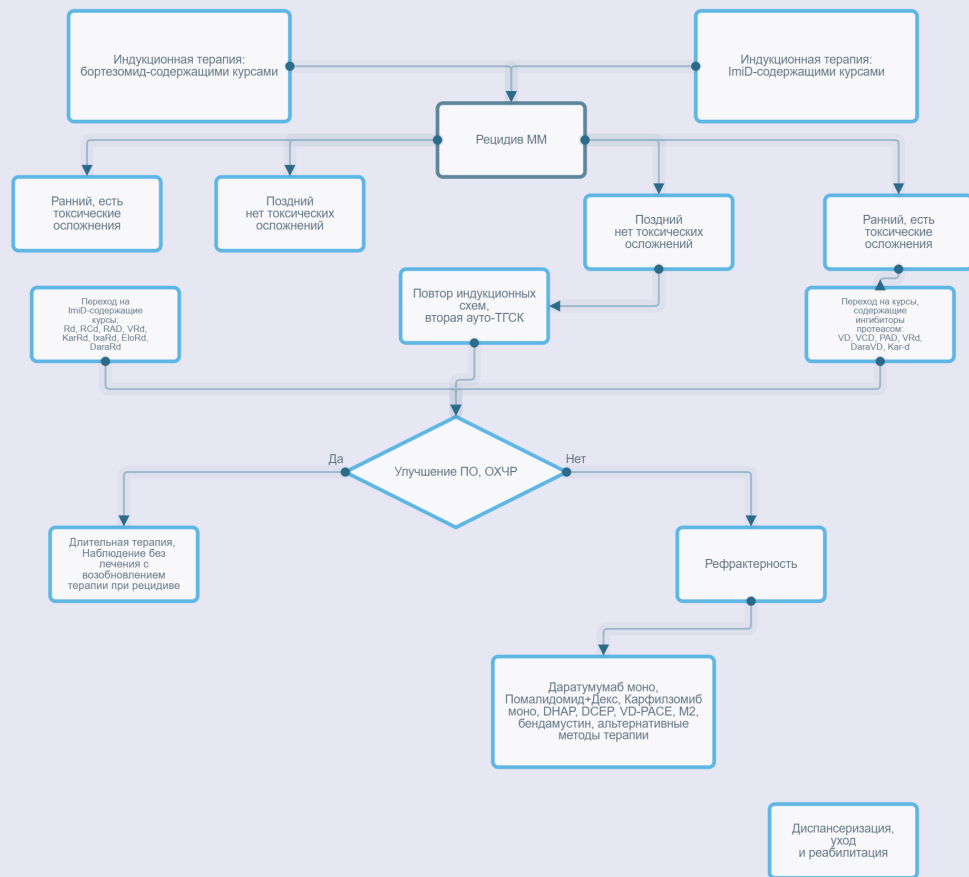 Индукционная терапия:
бортезомид-содержащими курсами
Индукционная терапия:
ImiD-содержащими курсами
Рецидив ММ
Ранний, есть
токсические
осложнения
Поздний
нет токсических
осложнений
Поздний
нет токсических
осложнений
Ранний, есть
токсические
осложнения
Переход на
ImiD-содержащие
курсы:
Rd, RCd, RAD, VRd,
KarRd, IxaRd, EloRd,
DaraRd
Повтор индукционных
схем,
вторая ауто-ТГСК
Переход на курсы,
содержащие
ингибиторы
протеасом:
VD, VCD, PAD, VRd,
DaraVD, Kar-d
Да
Улучшение ПО, ОХЧР
Нет
Длительная терапия,
Наблюдение без
лечения с
возобновлением
терапии при рецидиве
Рефрактерность
Даратумумаб моно,
Помалидомид+Декс, Карфилзомиб
моно, DHAP, DCEP, VD-PACE, M2,
бендамустин, альтернативные
методы терапии
Диспансеризация,
уход
и реабилитация